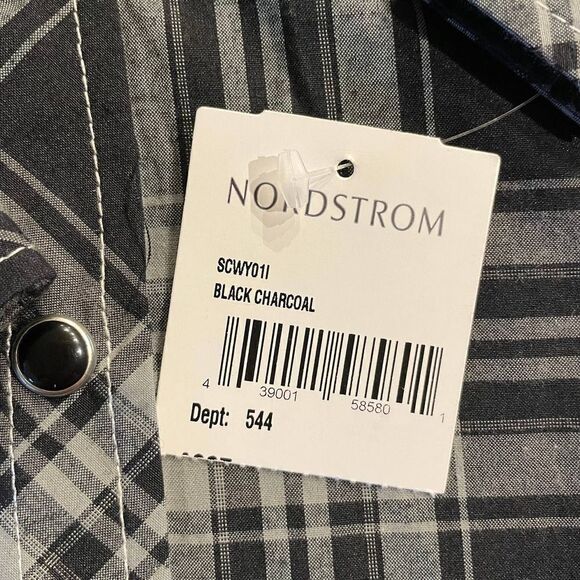 NORDSTROM
SCWY01I
BLACK CHARCOAL
4 39001 58580 1
Dept: 544